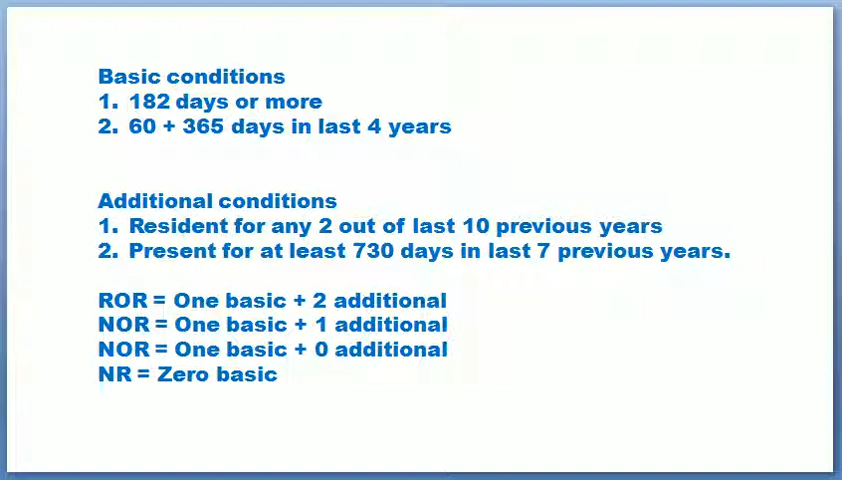 Basic conditions
1. 182 days or more
2. 60 + 365 days in last 4 years
Additional conditions
1. Resident for any 2 out of last 10 previous years
2. Present for at least 730 days in last 7 previous years.
ROR = One basic + 2 additional
NOR = One basic + 1 additional
NOR = One basic + 0 additional
NR = Zero basic